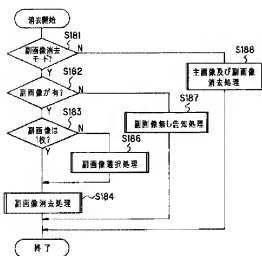 消去開始
S181
副画像消去
モード?
N
S188
Y
主画像及び副画像
消去処理
S182
副画像が有?
N
S187
Y
副画像無し告知処理
S183
副画像は
1枚?
N
Y
S186
副画像選択処理
S184
副画像消去処理
終了